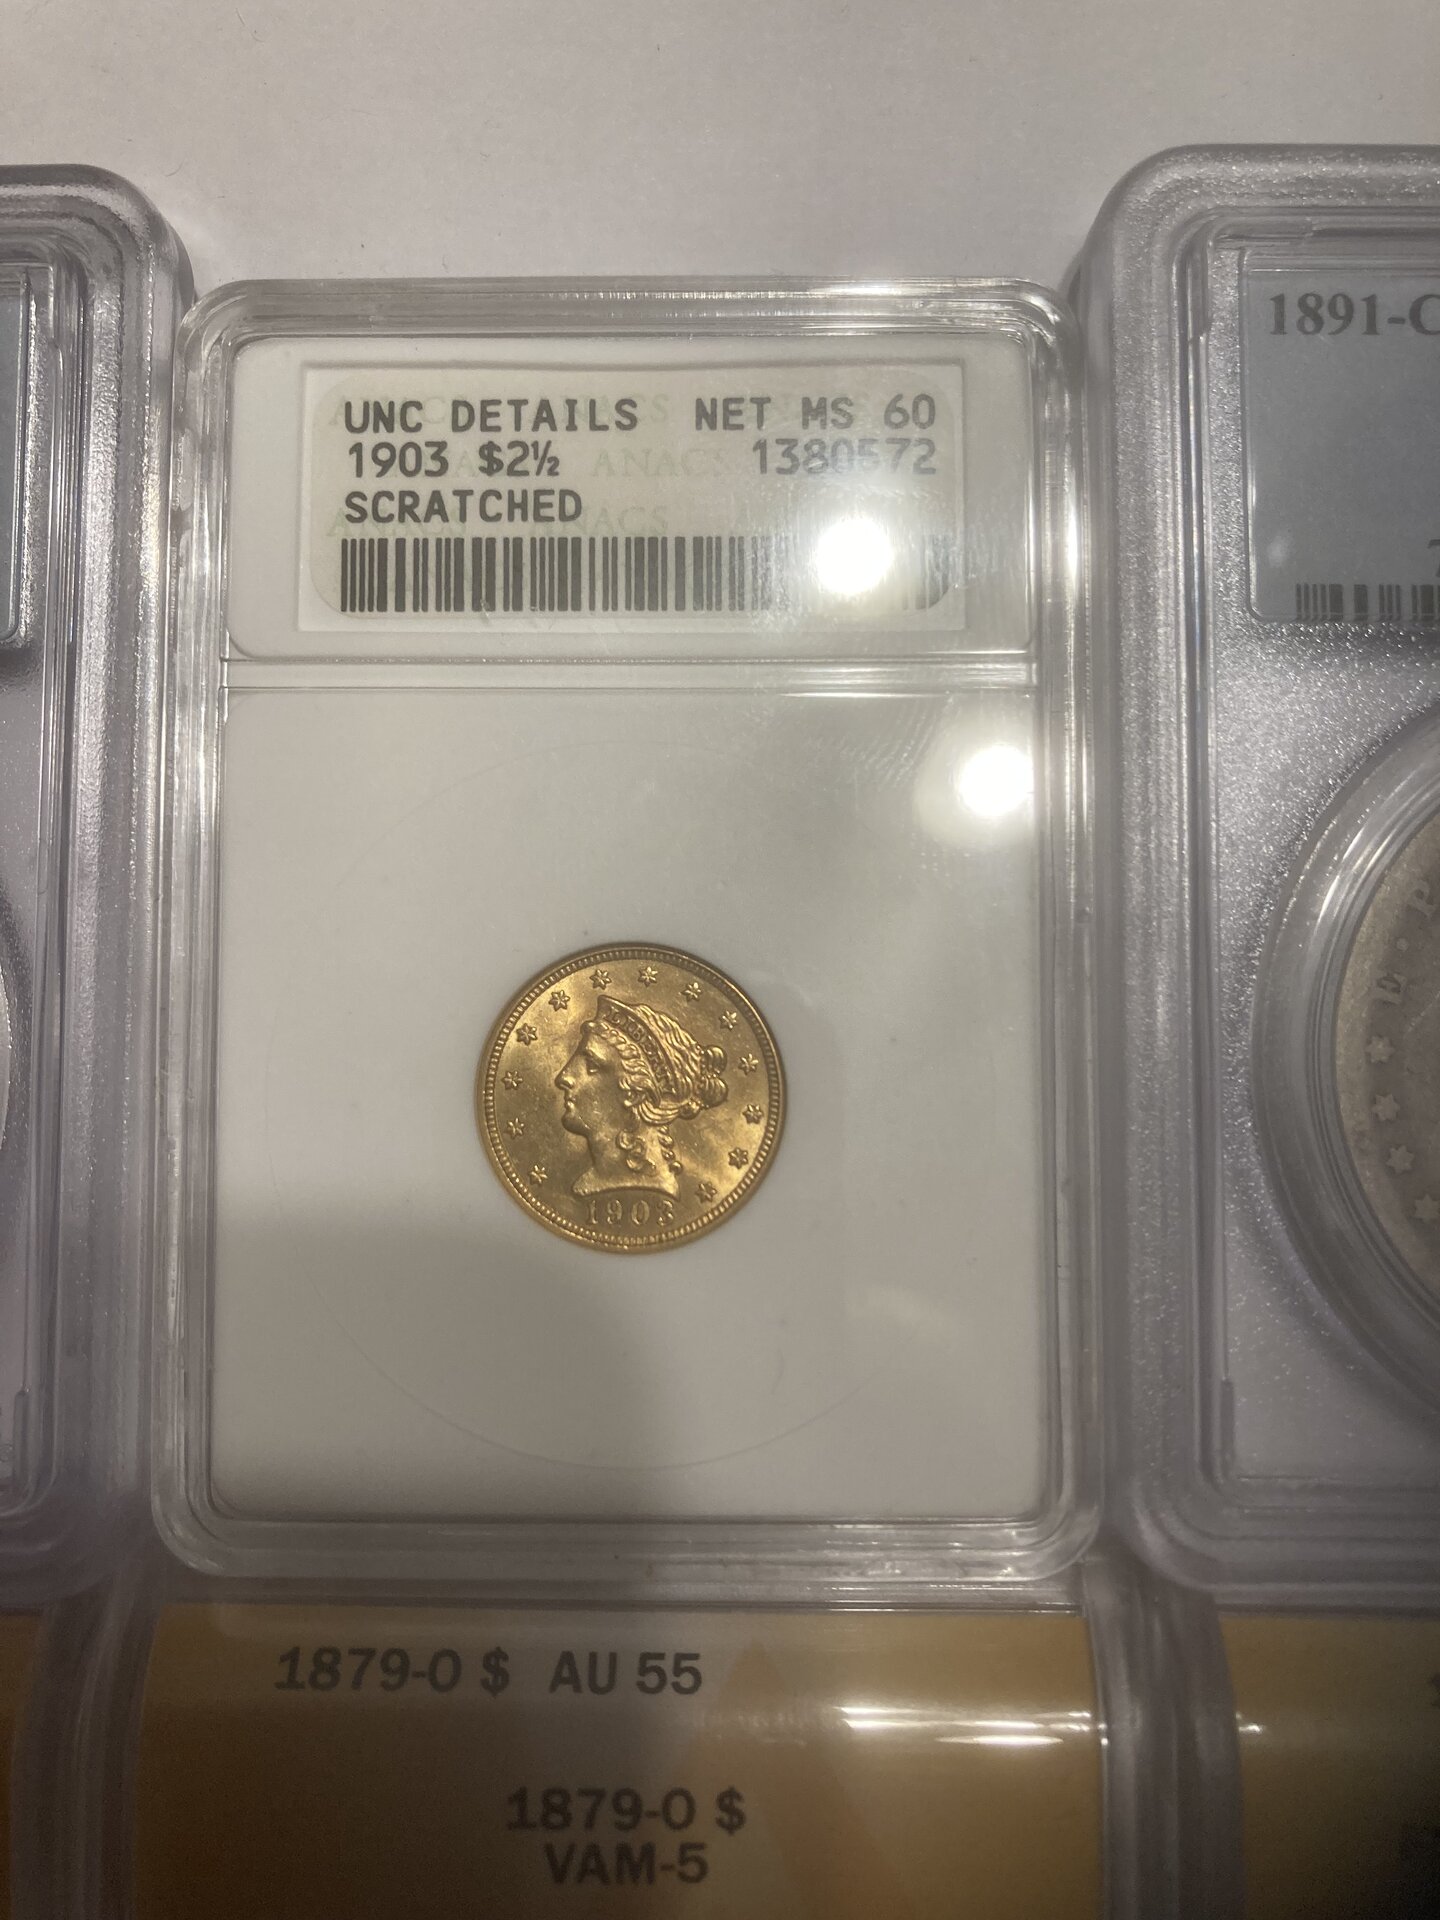 UNC DETAILS NET MS 60
1903 $2½ 1380572
SCRATCHED
ANACS
LIBERTY
1903
1891-
1879-O $ AU 55
1879-O $
VAM-5